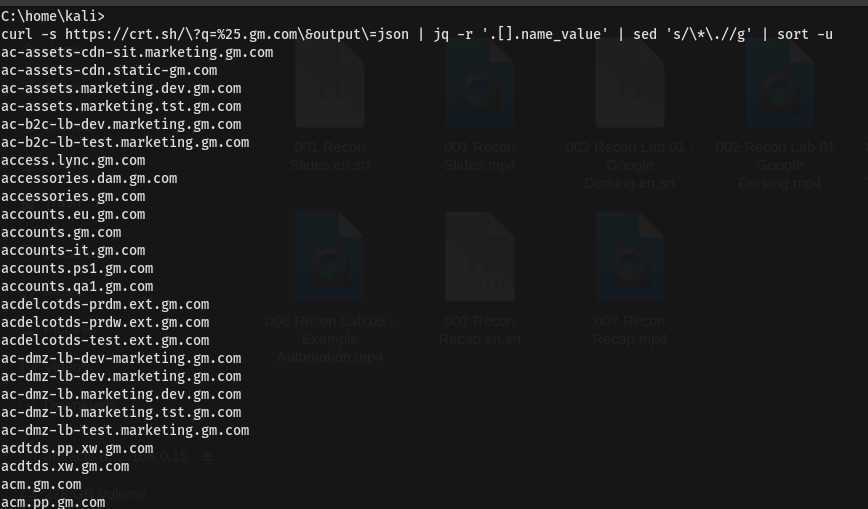 C:\home\kali>
curl -s https://crt.sh/\?q=%25.gm.com\&output\=json | jq -r '.[].name_value' | sed 's/\*\.//g' | sort -u
ac-assets-cdn-sit.marketing.gm.com
ac-assets-cdn.static-gm.com
ac-assets.marketing.dev.gm.com
ac-assets.marketing.tst.gm.com
ac-b2c-lb-dev.marketing.gm.com
ac-b2c-lb-test.marketing.gm.com
access.lync.gm.com
accessories.dam.gm.com
accessories.gm.com
accounts.eu.gm.com
accounts.gm.com
accounts-it.gm.com
accounts.ps1.gm.com
accounts.qa1.gm.com
acdelcotds-prdm.ext.gm.com
acdelcotds-prdw.ext.gm.com
acdelcotds-test.ext.gm.com
ac-dmz-lb-dev-marketing.gm.com
ac-dmz-lb-dev.marketing.gm.com
ac-dmz-lb.marketing.dev.gm.com
ac-dmz-lb.marketing.tst.gm.com
ac-dmz-lb-test.marketing.gm.com
acdtds.pp.xw.gm.com
acdtds.xw.gm.com
acm.gm.com
acm.pp.gm.com
001 Recon
Slides.en.srt
001 Recon
Slides.mp4
002 Recon Lab 01 -
Google
Dorking.en.srt
002 Recon Lab 01 -
Google
Dorking.mp4
006 Recon Lab 05 -
Example
Automation.mp4
007 Recon
Recap.en.srt
007 Recon
Recap.mp4
Volume